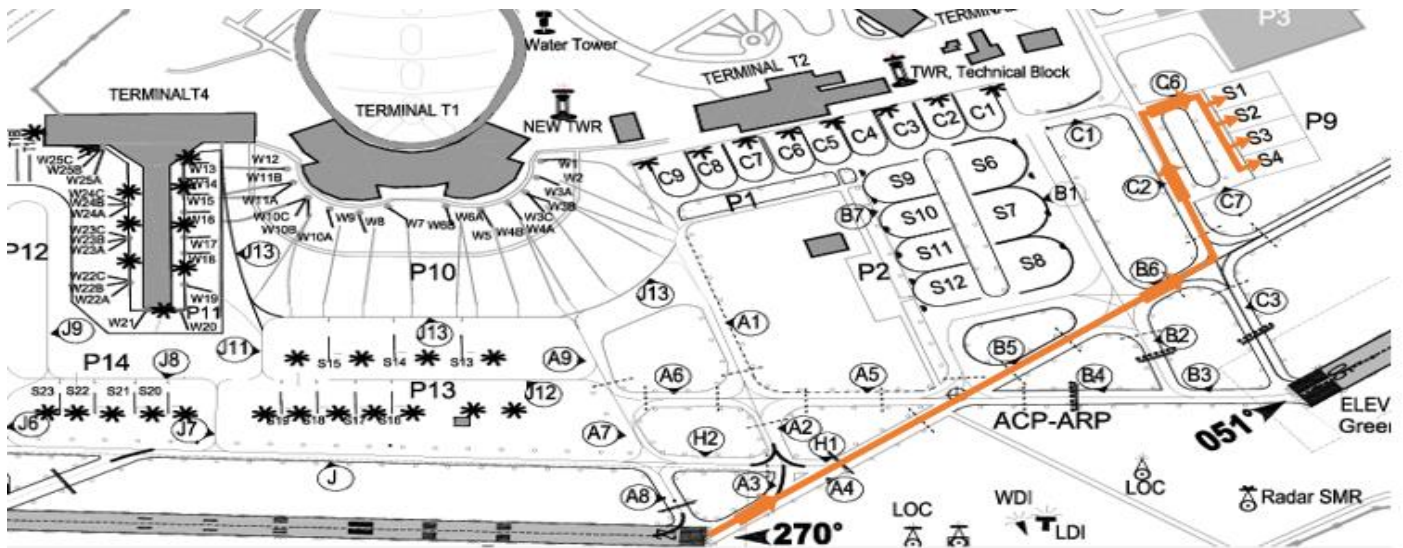 P3
TERMINAL
Water Tower
TERMINAL T2
TWR, Technical Block
TERMINALT4
TERMINAL T1
NEW TWR
C6
S1
S2
S3
S4
P9
C1
C2
C7
C9
C8
C7
C6
C5
C4
C3
C2
C1
W25C
W25B
W25A
W24C
W24B
W24A
W23C
W23B
W23A
W22C
W22B
W22A
W21
W13
W14
W15
W16
W17
W18
W19
W20
P11
W12
W11B
W11A
W10C
W10B
W10A
W9
W8
W7
W6A
W6B
W5
W4B
W4A
W3C
W3B
W3A
W2
W1
P12
P10
P1
B7
P2
S9
S10
S11
S12
S6
S7
S8
B1
B6
J13
J13
J13
J9
J11
J8
P14
S15
S14
S13
A9
A1
A6
A5
B5
B2
C3
B4
B3
S23
S22
S21
S20
J6
J7
P13
S19
S18
S17
S16
J12
A7
H2
A2
H1
ACP-ARP
051°
ELEV
Green
J
A8
A3
A4
270°
LOC
WDI
LDI
LOC
Radar SMR